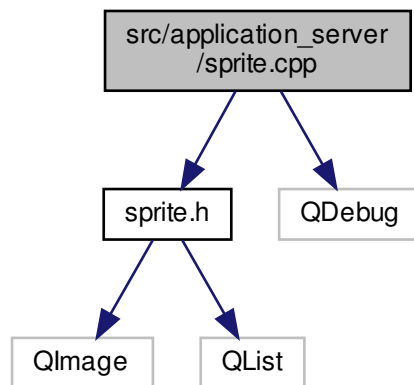 src/application_server
/sprite.cpp
sprite.h
QDebug
QImage
QList